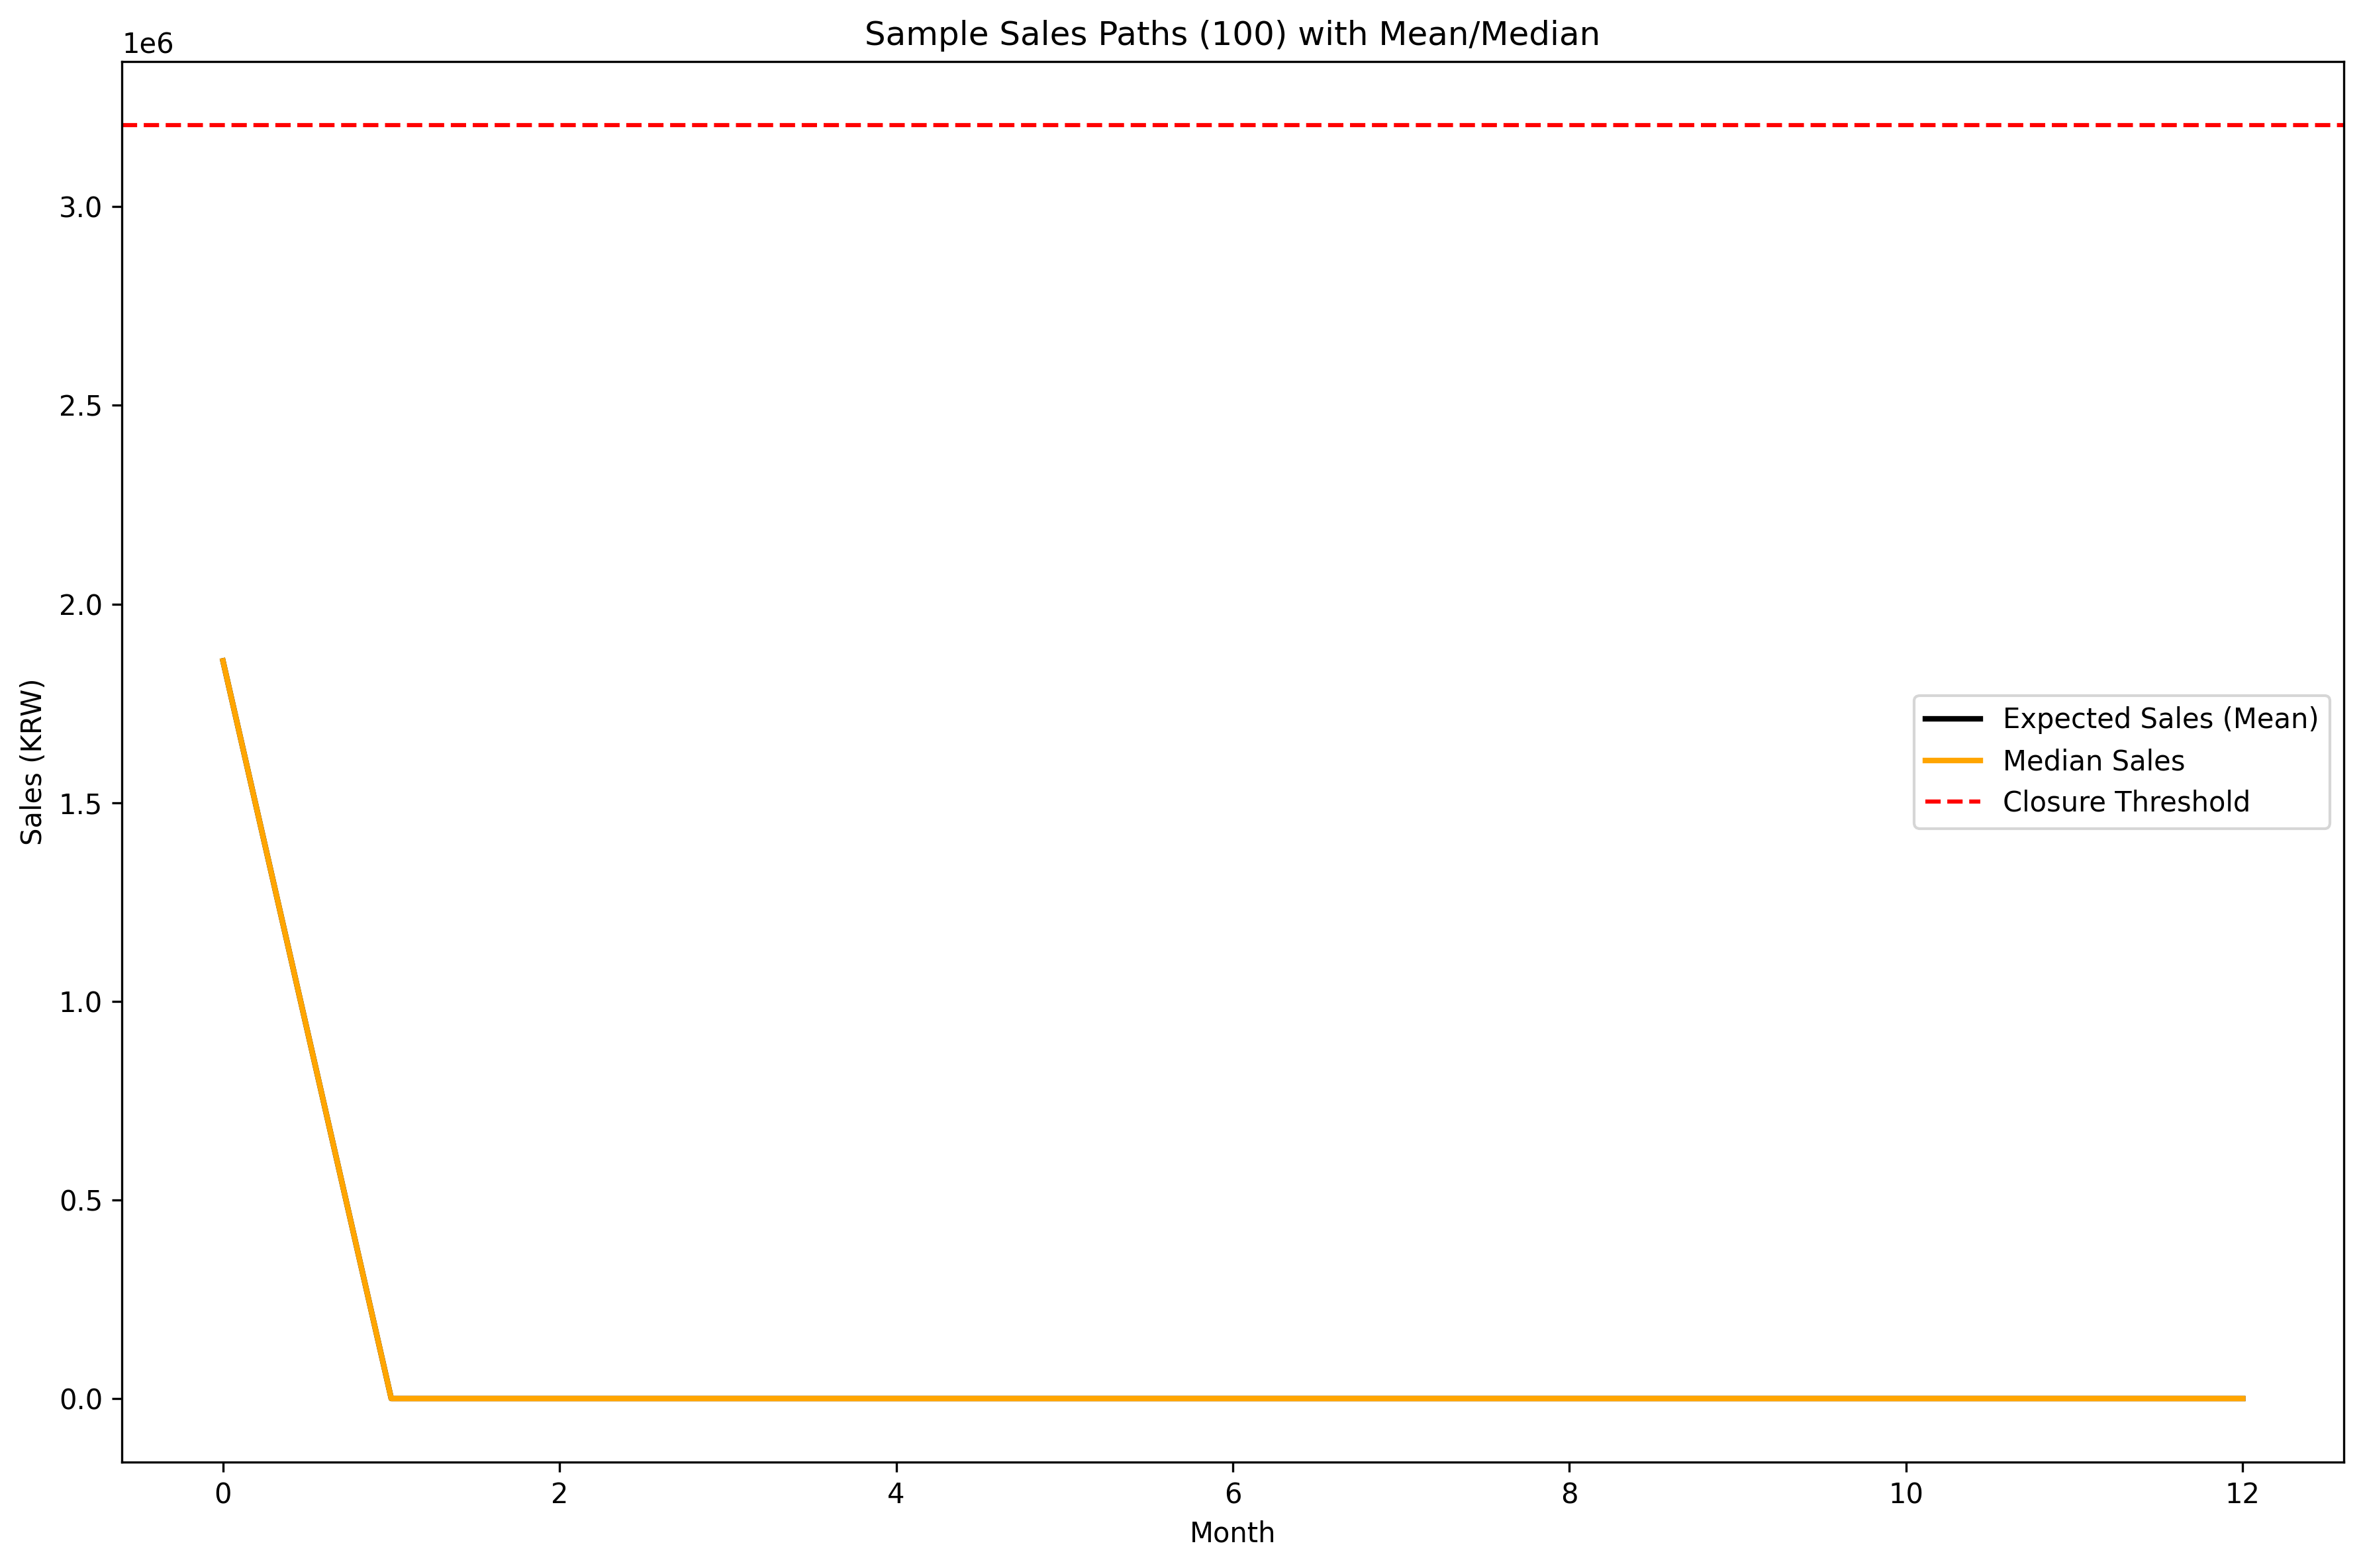 Sample Sales Paths (100) with Mean/Median
1e6
3.0
2.5
2.0
1.5
1.0
0.5
0.0
Sales (KRW)
Expected Sales (Mean)
Median Sales
Closure Threshold
0 2 4 6 8 10 12
Month